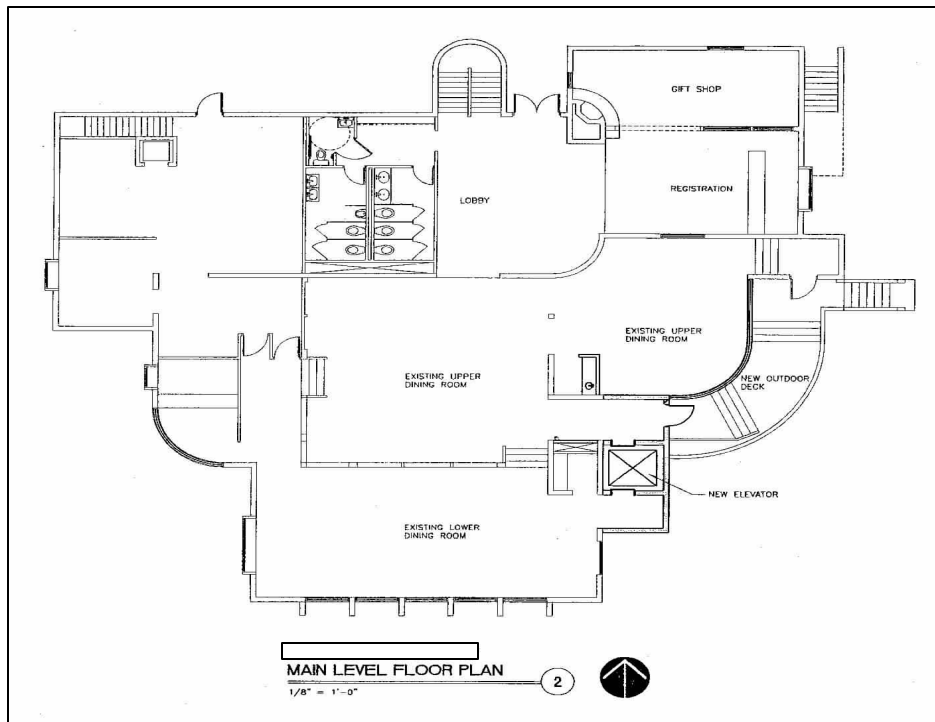 GIFT SHOP
REGISTRATION
LOBBY
EXISTING UPPER
DINING ROOM
EXISTING UPPER
DINING ROOM
NEW OUTDOOR
DECK
NEW ELEVATOR
EXISTING LOWER
DINING ROOM
MAIN LEVEL FLOOR PLAN
2
1/8" = 1'-0"